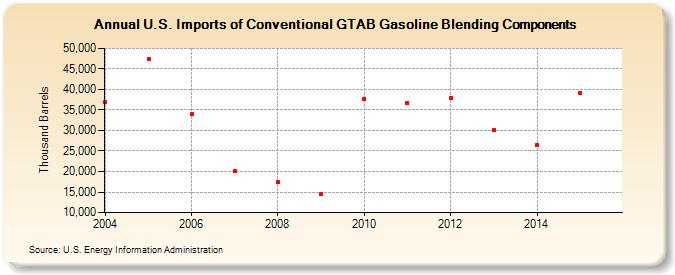 Annual U.S. Imports of Conventional GTAB Gasoline Blending Components
Thousand Barrels
50,000
45,000
40,000
35,000
30,000
25,000
20,000
15,000
10,000
2004 2006 2008 2010 2012 2014
Source: U.S. Energy Information Administration